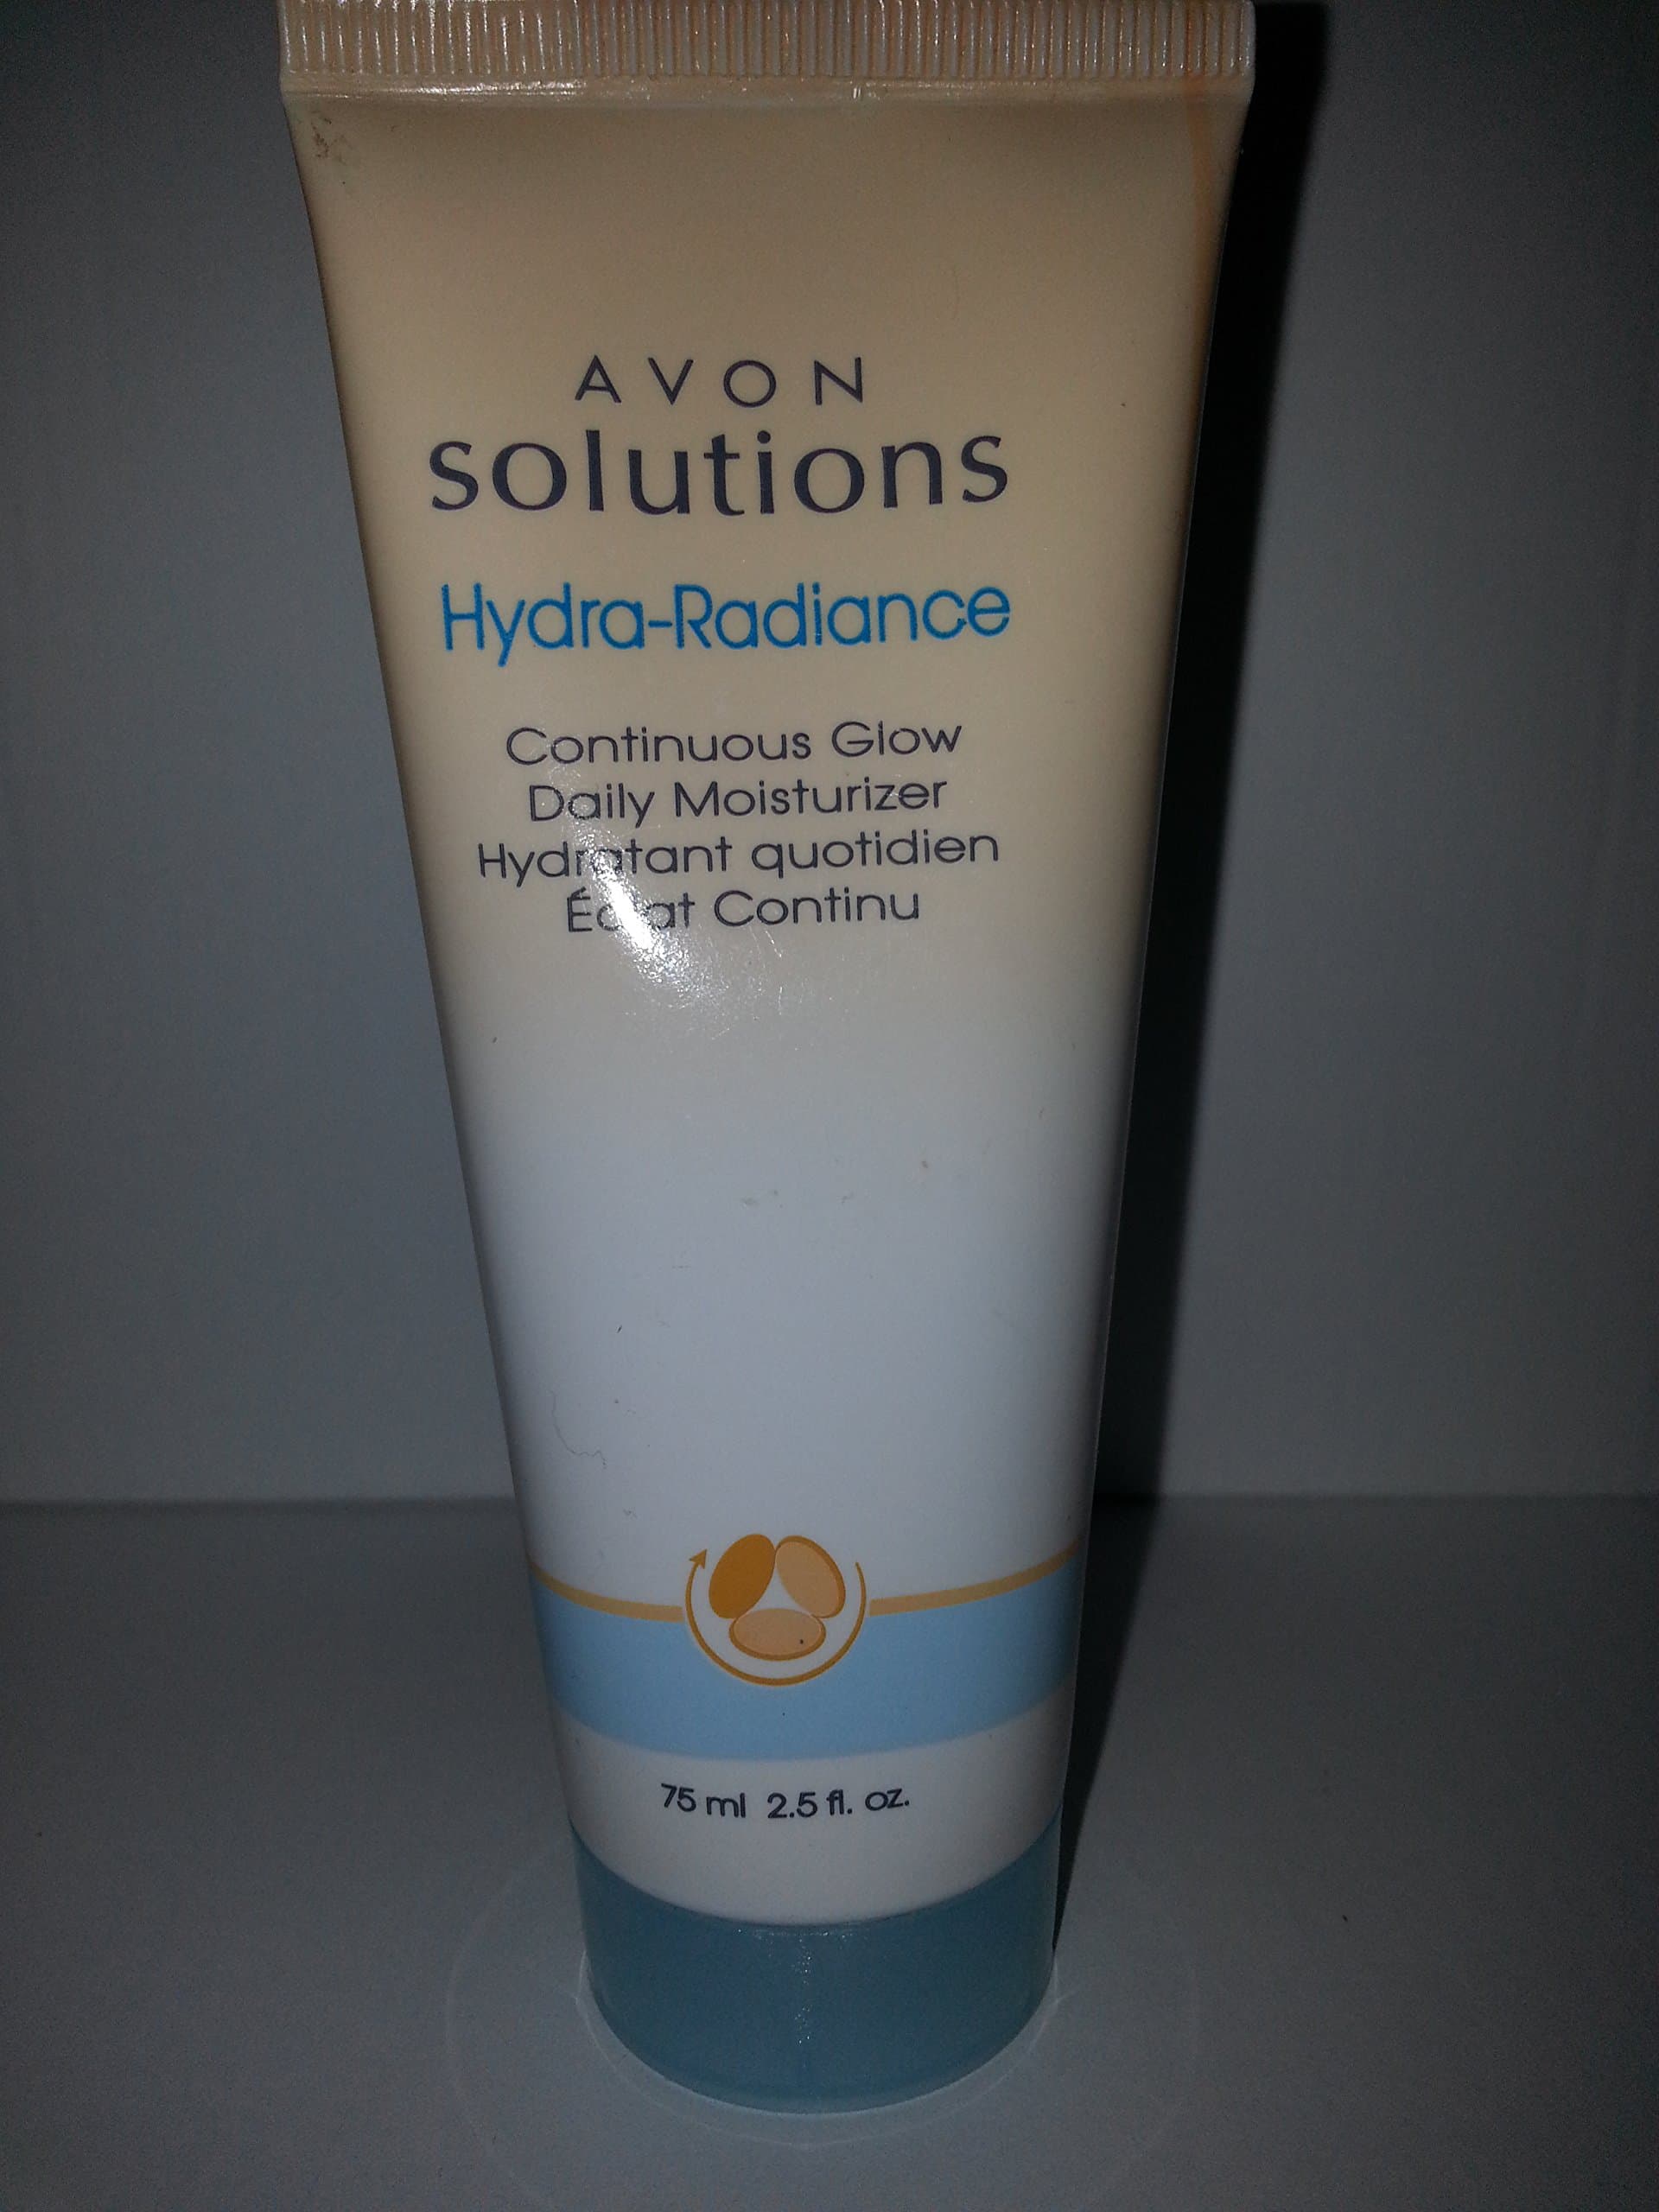 AVON
solutions
Hydra-Radiance
Continuous Glow
Daily Moisturizer
Hydratant quotidien
Éclat Continu
75 ml 2.5 fl. oz.